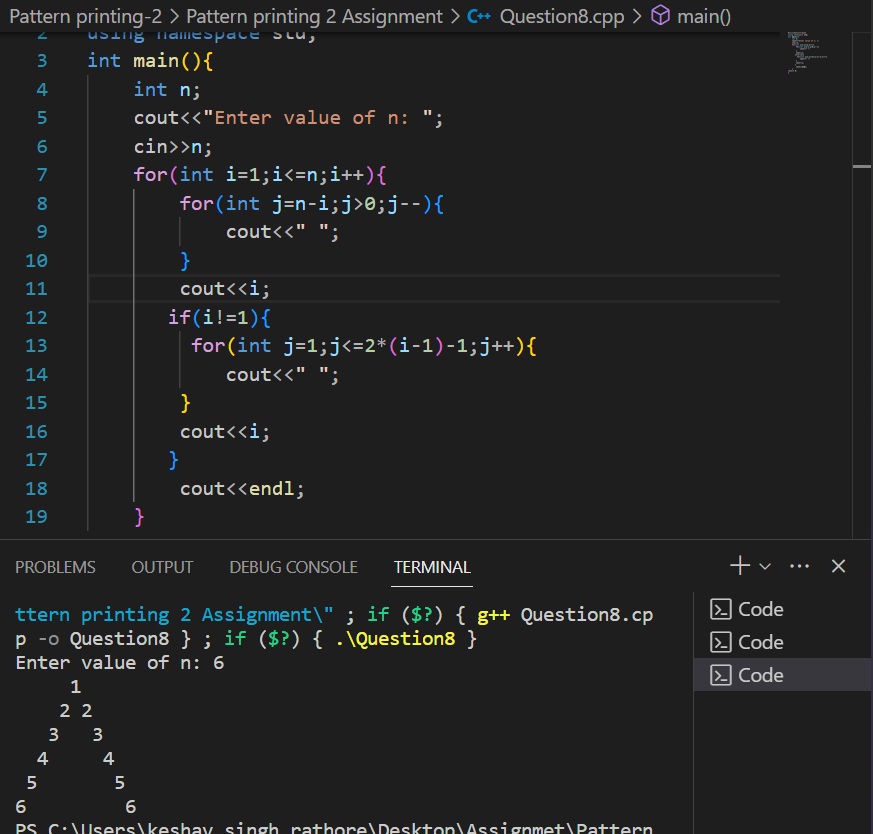 Pattern printing-2 > Pattern printing 2 Assignment > C++ Question8.cpp > main()
2 using namespace std;
3 int main(){
4 int n;
5 cout<<"Enter value of n: ";
6 cin>>n;
7 for(int i=1;i<=n;i++){
8 for(int j=n-i;j>0;j--){
9 cout<<" ";
10 }
11 cout<<i;
12 if(i!=1){
13 for(int j=1;j<=2*(i-1)-1;j++){
14 cout<<" ";
15 }
16 cout<<i;
17 }
18 cout<<endl;
19 }
PROBLEMS OUTPUT DEBUG CONSOLE TERMINAL
ttern printing 2 Assignment\" ; if ($?) { g++ Question8.cp
p -o Question8 } ; if ($?) { .\Question8 }
Enter value of n: 6
     1
    2 2
   3   3
  4     4
 5       5
6         6
PS C:\Users\keshav singh rathore\Desktop\Assignmet\Pattern
Code
Code
Code